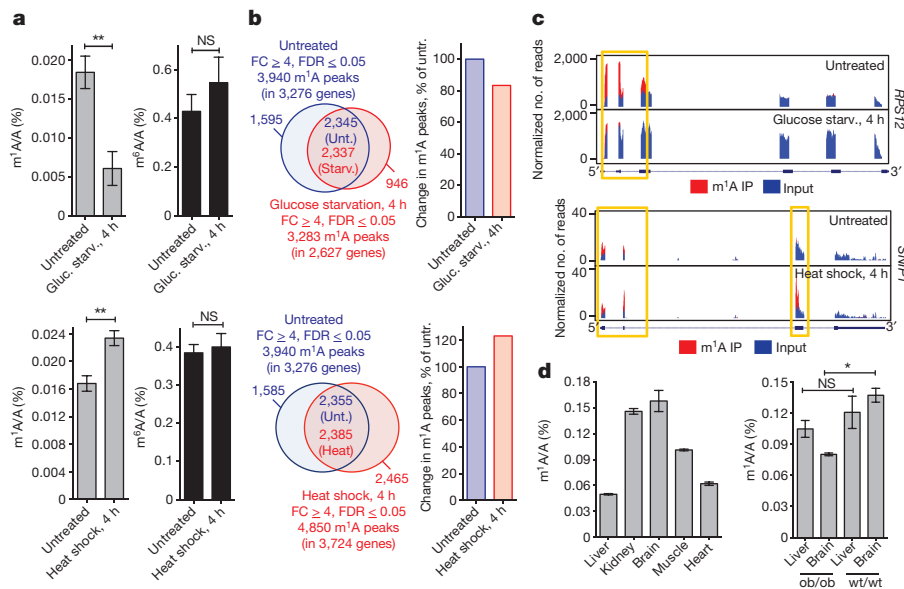 a
m¹A/A (%)
0.020
0.015
0.010
0.005
0
**
Untreated
Gluc. starv., 4 h
m⁶A/A (%)
0.6
0.4
0.2
0
NS
Untreated
Gluc. starv., 4 h
b
Untreated
FC ≥ 4, FDR ≤ 0.05
3,940 m¹A peaks
(in 3,276 genes)
1,595
2,345
(Unt.)
2,337
(Starv.)
946
Glucose starvation, 4 h
FC ≥ 4, FDR ≤ 0.05
3,283 m¹A peaks
(in 2,627 genes)
Change in m¹A peaks, % of untr.
100
80
60
40
20
0
Untreated
Gluc. starv., 4h
c
Normalized no. of reads
2,000
0
2,000
0
Untreated
Glucose starv., 4 h
RPS12
5′
3′
m¹A IP
Input
Normalized no. of reads
40
0
40
0
Untreated
Heat shock, 4 h
5′
3′
m¹A IP
Input
m¹A/A (%)
0.024
0.020
0.016
0.012
0.008
0.004
0
**
Untreated
Heat shock, 4 h
m⁶A/A (%)
0.4
0.3
0.2
0.1
0
NS
Untreated
Heat shock, 4 h
Untreated
FC ≥ 4, FDR ≤ 0.05
3,940 m¹A peaks
(in 3,276 genes)
1,585
2,355
(Unt.)
2,385
(Heat)
2,465
Heat shock, 4 h
FC ≥ 4, FDR ≤ 0.05
4,850 m¹A peaks
(in 3,724 genes)
Change in m¹A peaks, % of untr.
120
100
80
60
40
20
0
Untreated
Heat shock, 4 h
d
m¹A/A (%)
0.18
0.15
0.12
0.09
0.06
0.03
0
Liver
Kidney
Brain
Muscle
Heart
m¹A/A (%)
0.15
0.10
0.05
0
NS
*
Liver
Brain
Liver
Brain
ob/ob
wt/wt